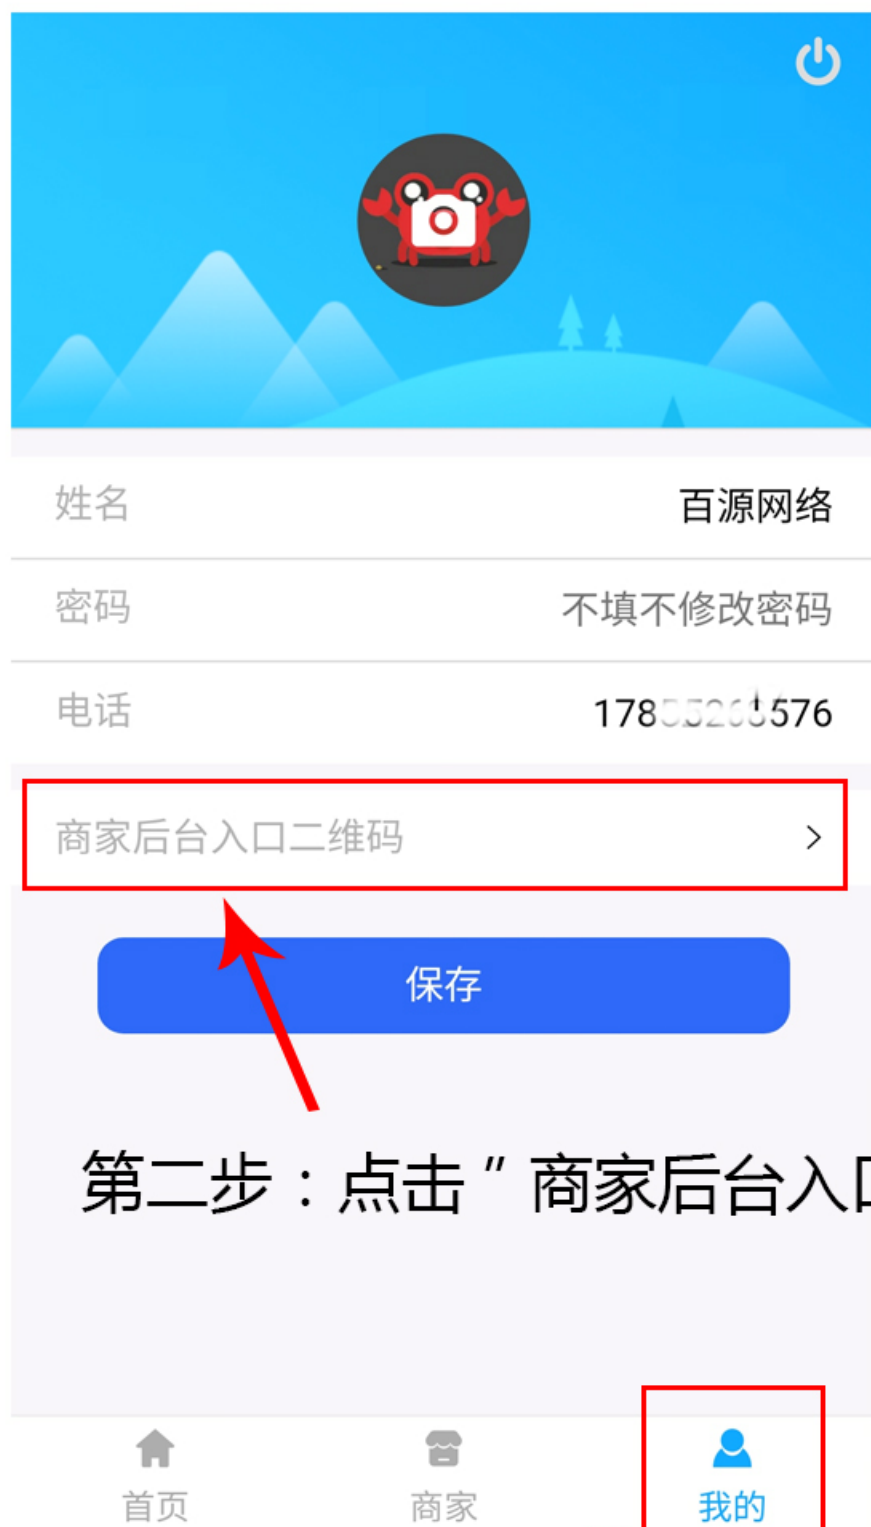 姓名 百源网络
密码 不填不修改密码
电话 178 576
商家后台入口二维码
保存
第二步：点击"商家后台入
首页 商家 我的